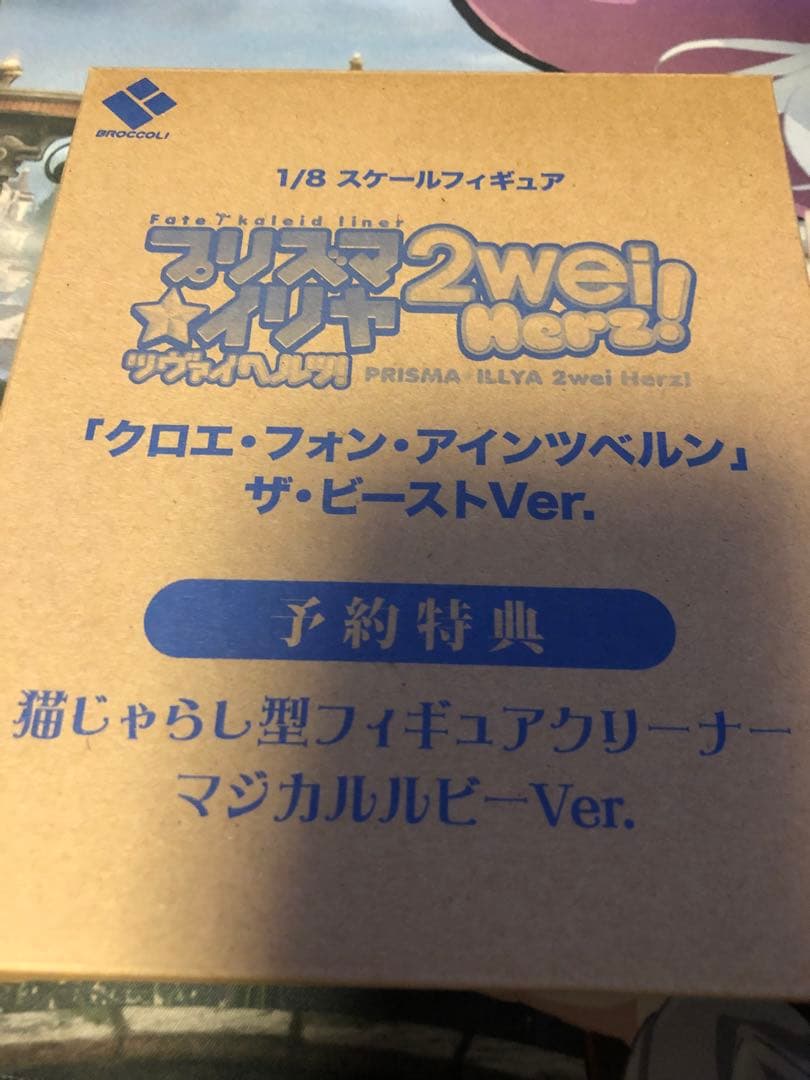 BROCCOLI
1/8 スケールフィギュア
Fate/kaleid liner
プリズマ
☆イリヤ
2wei
Herz!
ツヴァイヘルツ!
PRISMA☆ILLYA 2wei Herz!
「クロエ・フォン・アインツベルン」
ザ・ビーストVer.
予約特典
猫じゃらし型フィギュアクリーナー
マジカルルビーVer.